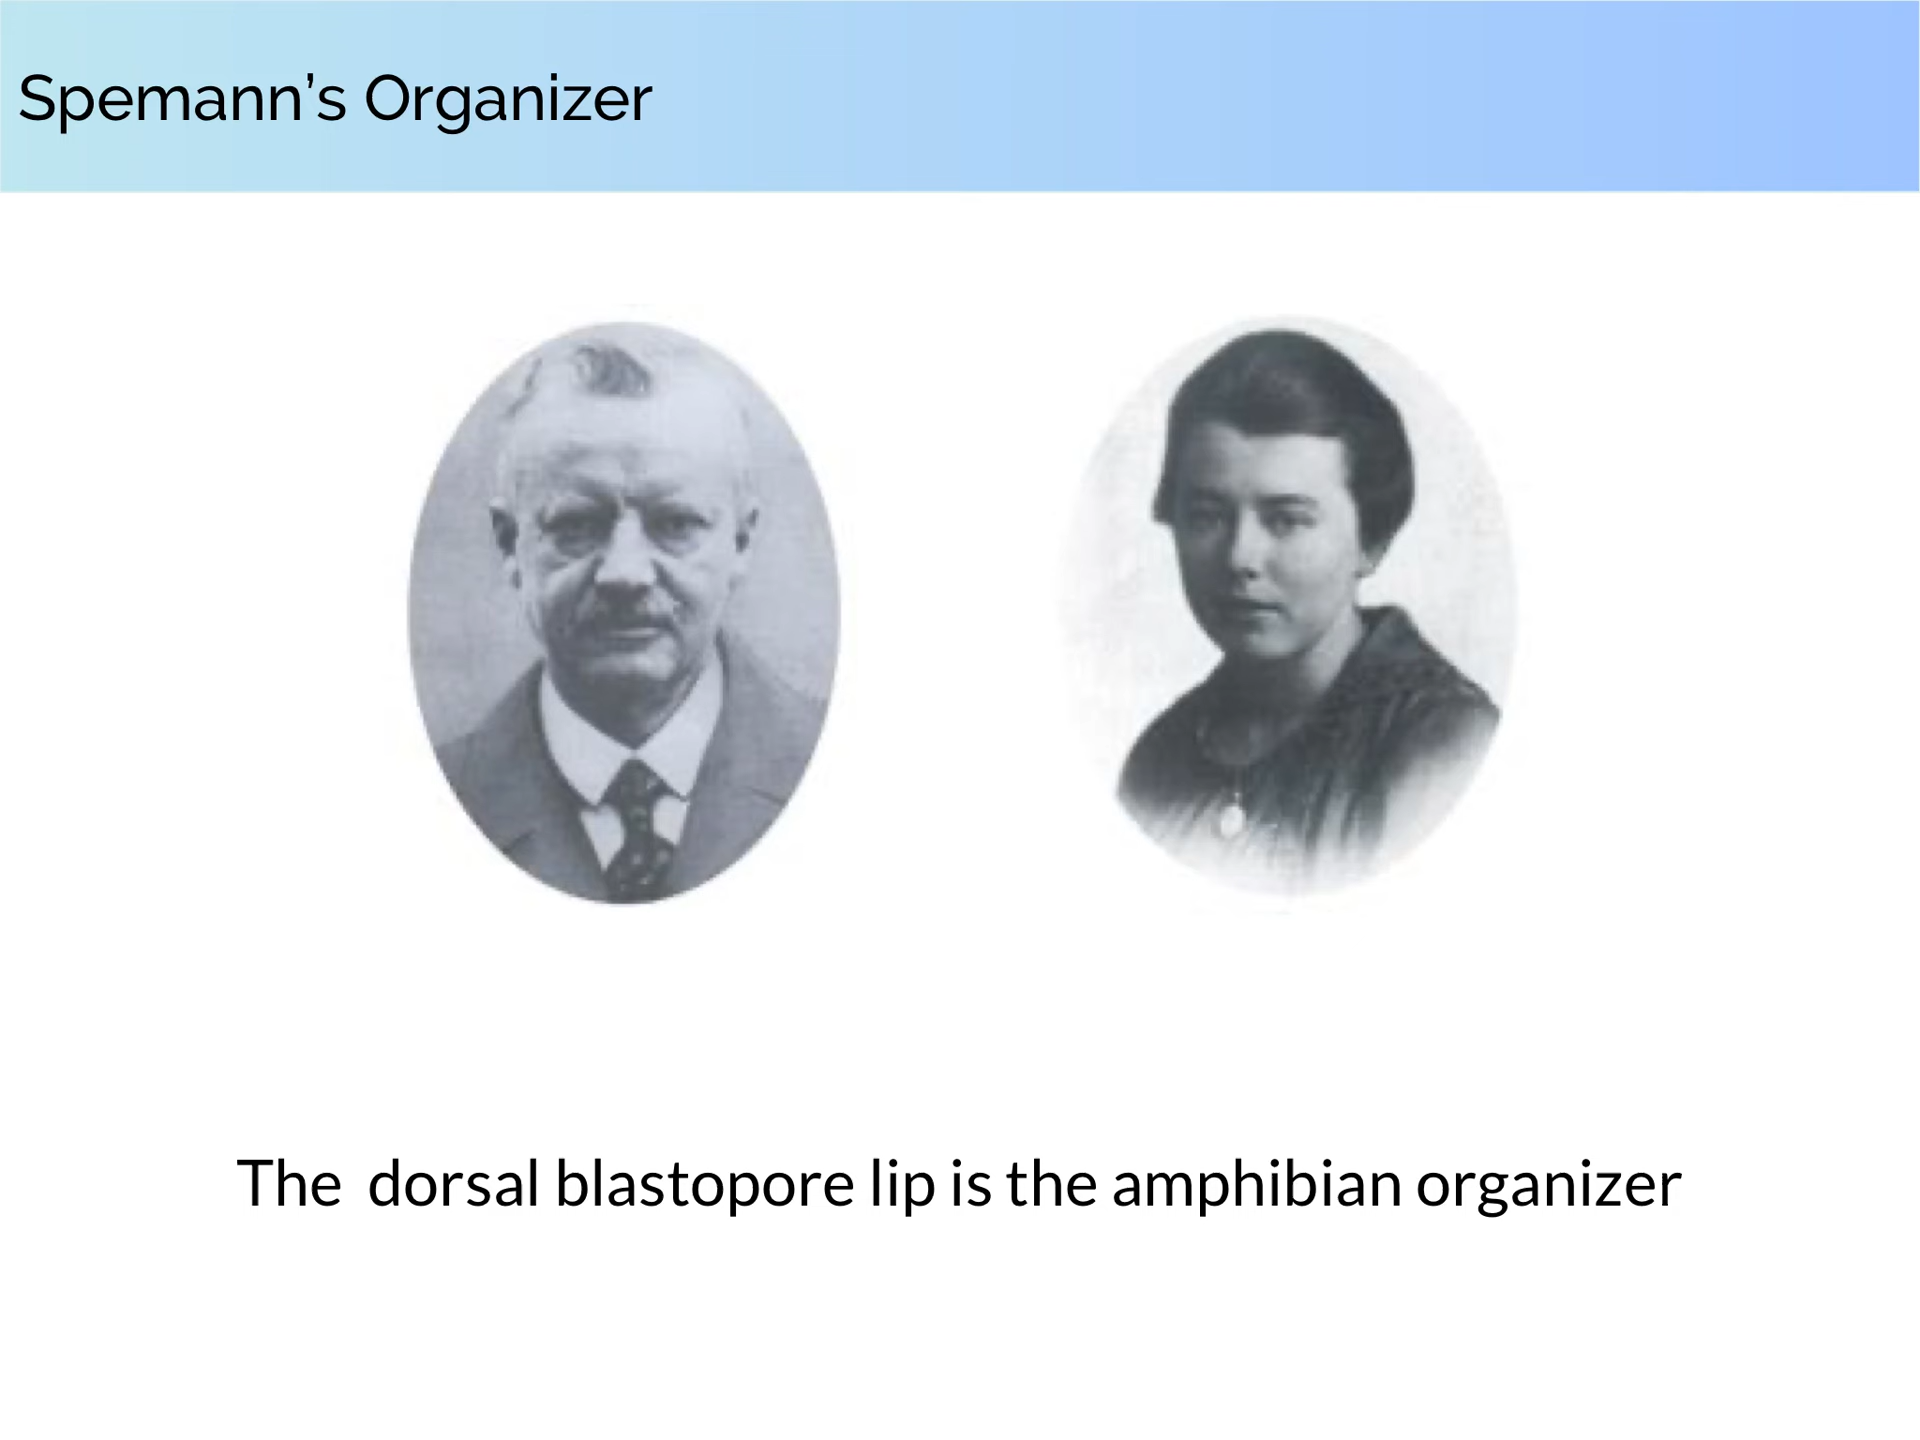 Spemann’s Organizer
The  dorsal blastopore lip is the amphibian organizer